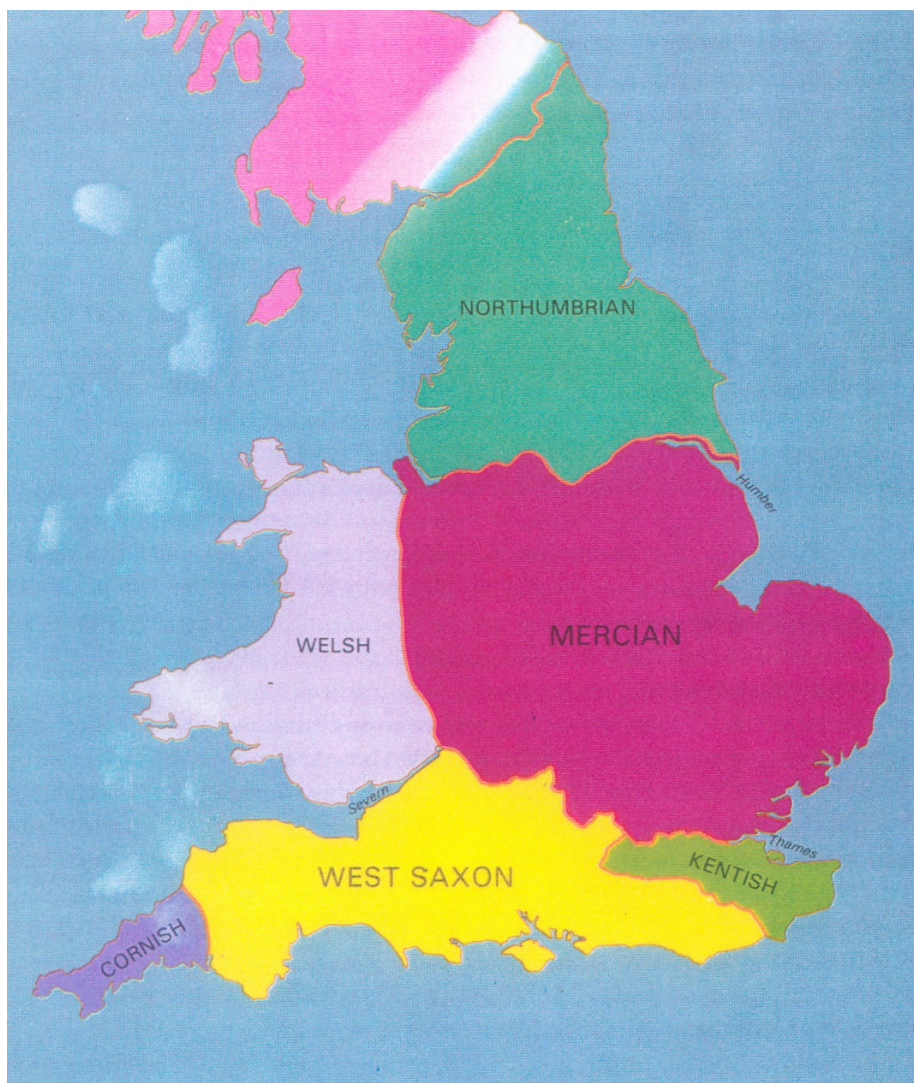 NORTHUMBRIAN
Humber
MERCIAN
WELSH
Severn
Thames
WEST SAXON
KENTISH
CORNISH